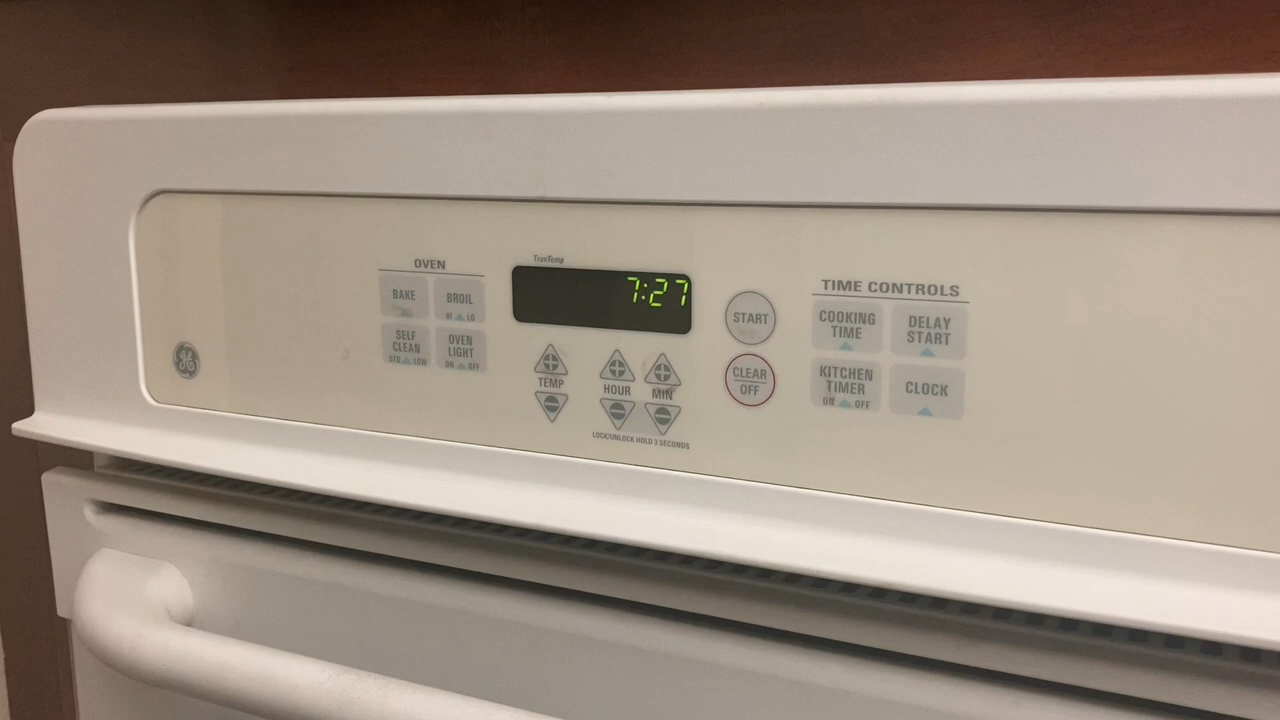 OVEN
BAKE
BROIL
HI LO
SELF
CLEAN
STD LOW
OVEN
LIGHT
ON OFF
TrueTemp
7:27
TEMP
HOUR
MIN
LOCK/UNLOCK HOLD 3 SECONDS
START
CLEAR
OFF
TIME CONTROLS
COOKING
TIME
DELAY
START
KITCHEN
TIMER
ON OFF
CLOCK
GE